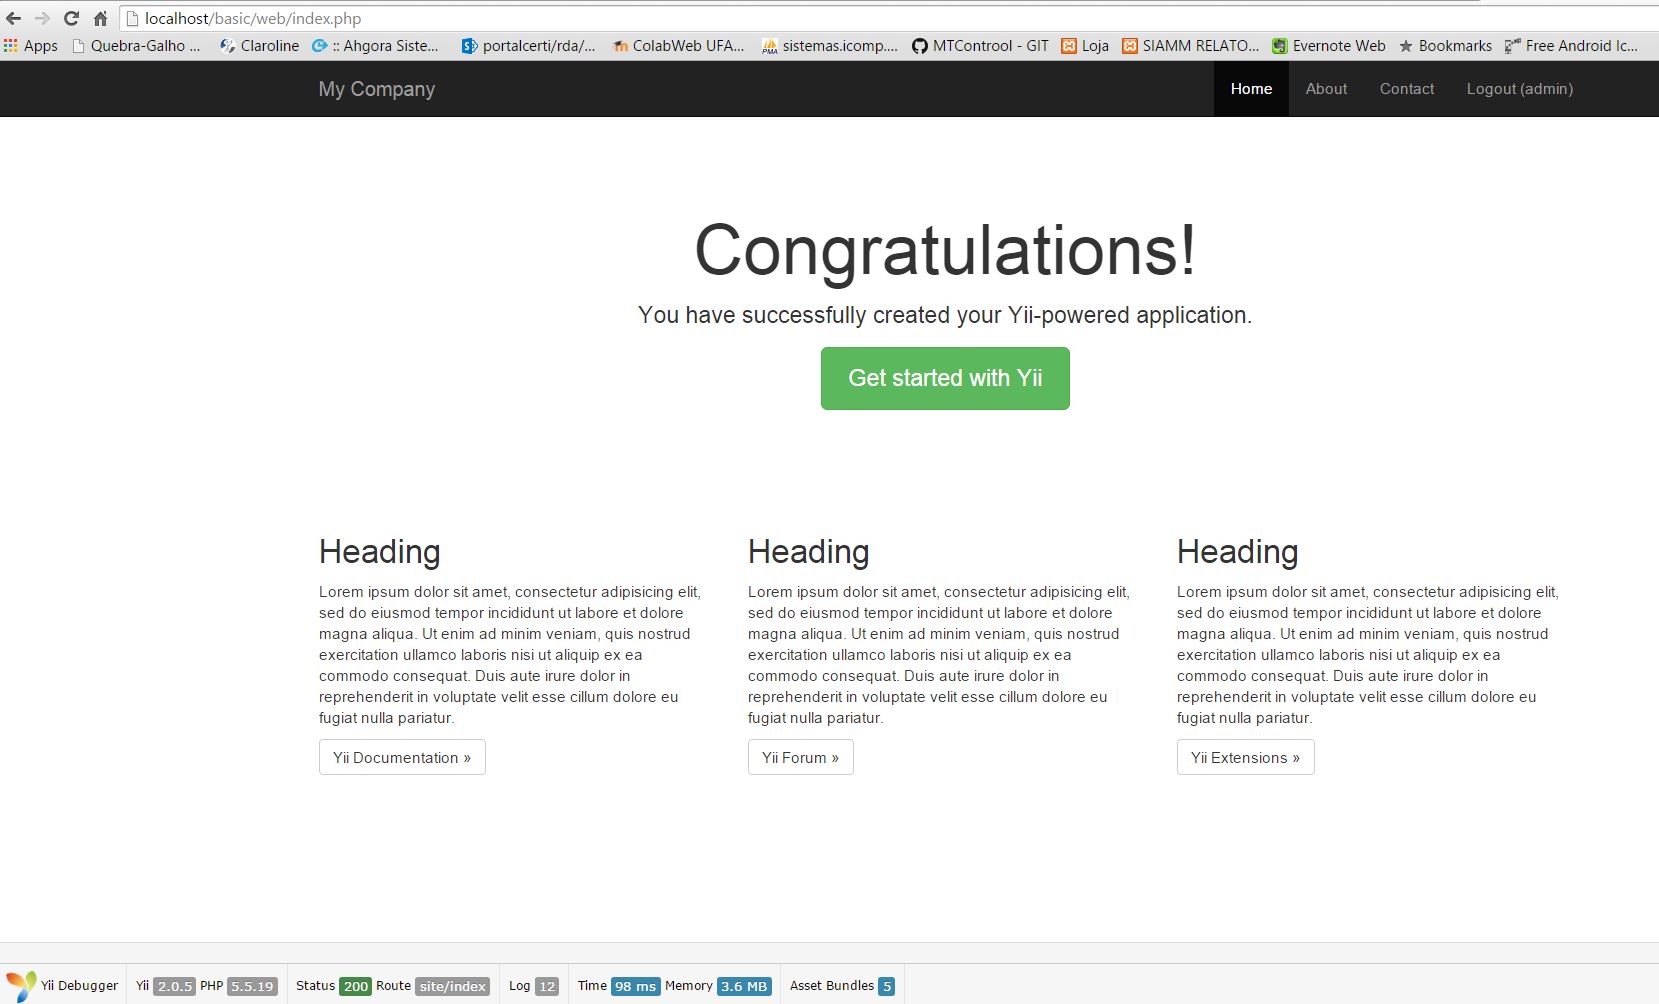 localhost/basic/web/index.php
Apps Quebra-Galho ... Claroline :: Ahgora Siste... portalcerti/rda/... ColabWeb UFA... sistemas.icomp.... MTControol - GIT Loja SIAMM RELATO... Evernote Web Bookmarks Free Android Ic...
My Company Home About Contact Logout (admin)
Congratulations!
You have successfully created your Yii-powered application.
Get started with Yii
Heading
Lorem ipsum dolor sit amet, consectetur adipisicing elit,
sed do eiusmod tempor incididunt ut labore et dolore
magna aliqua. Ut enim ad minim veniam, quis nostrud
exercitation ullamco laboris nisi ut aliquip ex ea
commodo consequat. Duis aute irure dolor in
reprehenderit in voluptate velit esse cillum dolore eu
fugiat nulla pariatur.
Yii Documentation »
Heading
Lorem ipsum dolor sit amet, consectetur adipisicing elit,
sed do eiusmod tempor incididunt ut labore et dolore
magna aliqua. Ut enim ad minim veniam, quis nostrud
exercitation ullamco laboris nisi ut aliquip ex ea
commodo consequat. Duis aute irure dolor in
reprehenderit in voluptate velit esse cillum dolore eu
fugiat nulla pariatur.
Yii Forum »
Heading
Lorem ipsum dolor sit amet, consectetur adipisicing elit,
sed do eiusmod tempor incididunt ut labore et dolore
magna aliqua. Ut enim ad minim veniam, quis nostrud
exercitation ullamco laboris nisi ut aliquip ex ea
commodo consequat. Duis aute irure dolor in
reprehenderit in voluptate velit esse cillum dolore eu
fugiat nulla pariatur.
Yii Extensions »
Yii Debugger Yii 2.0.5 PHP 5.5.19 Status 200 Route site/index Log 12 Time 98 ms Memory 3.6 MB Asset Bundles 5